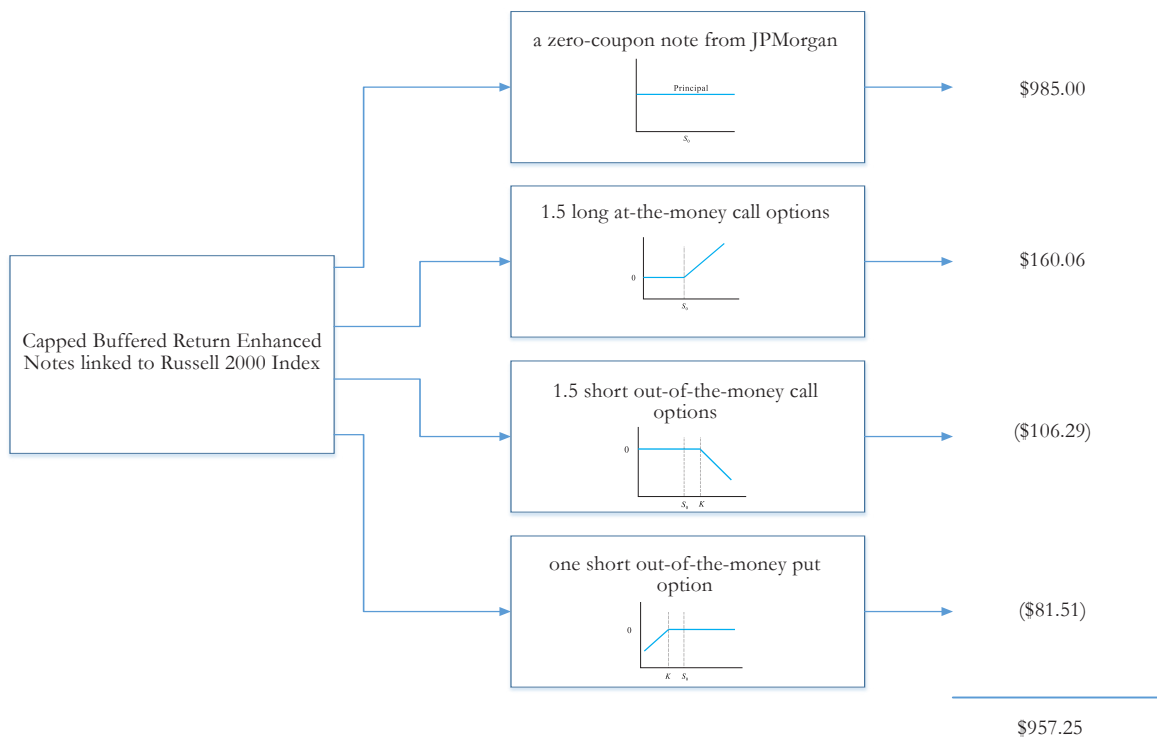 a zero-coupon note from JPMorgan
Principal
S₀
$985.00
1.5 long at-the-money call options
0
S₀
$160.06
Capped Buffered Return Enhanced
Notes linked to Russell 2000 Index
1.5 short out-of-the-money call
options
0
S₀ K
($106.29)
one short out-of-the-money put
option
0
K S₀
($81.51)
$957.25